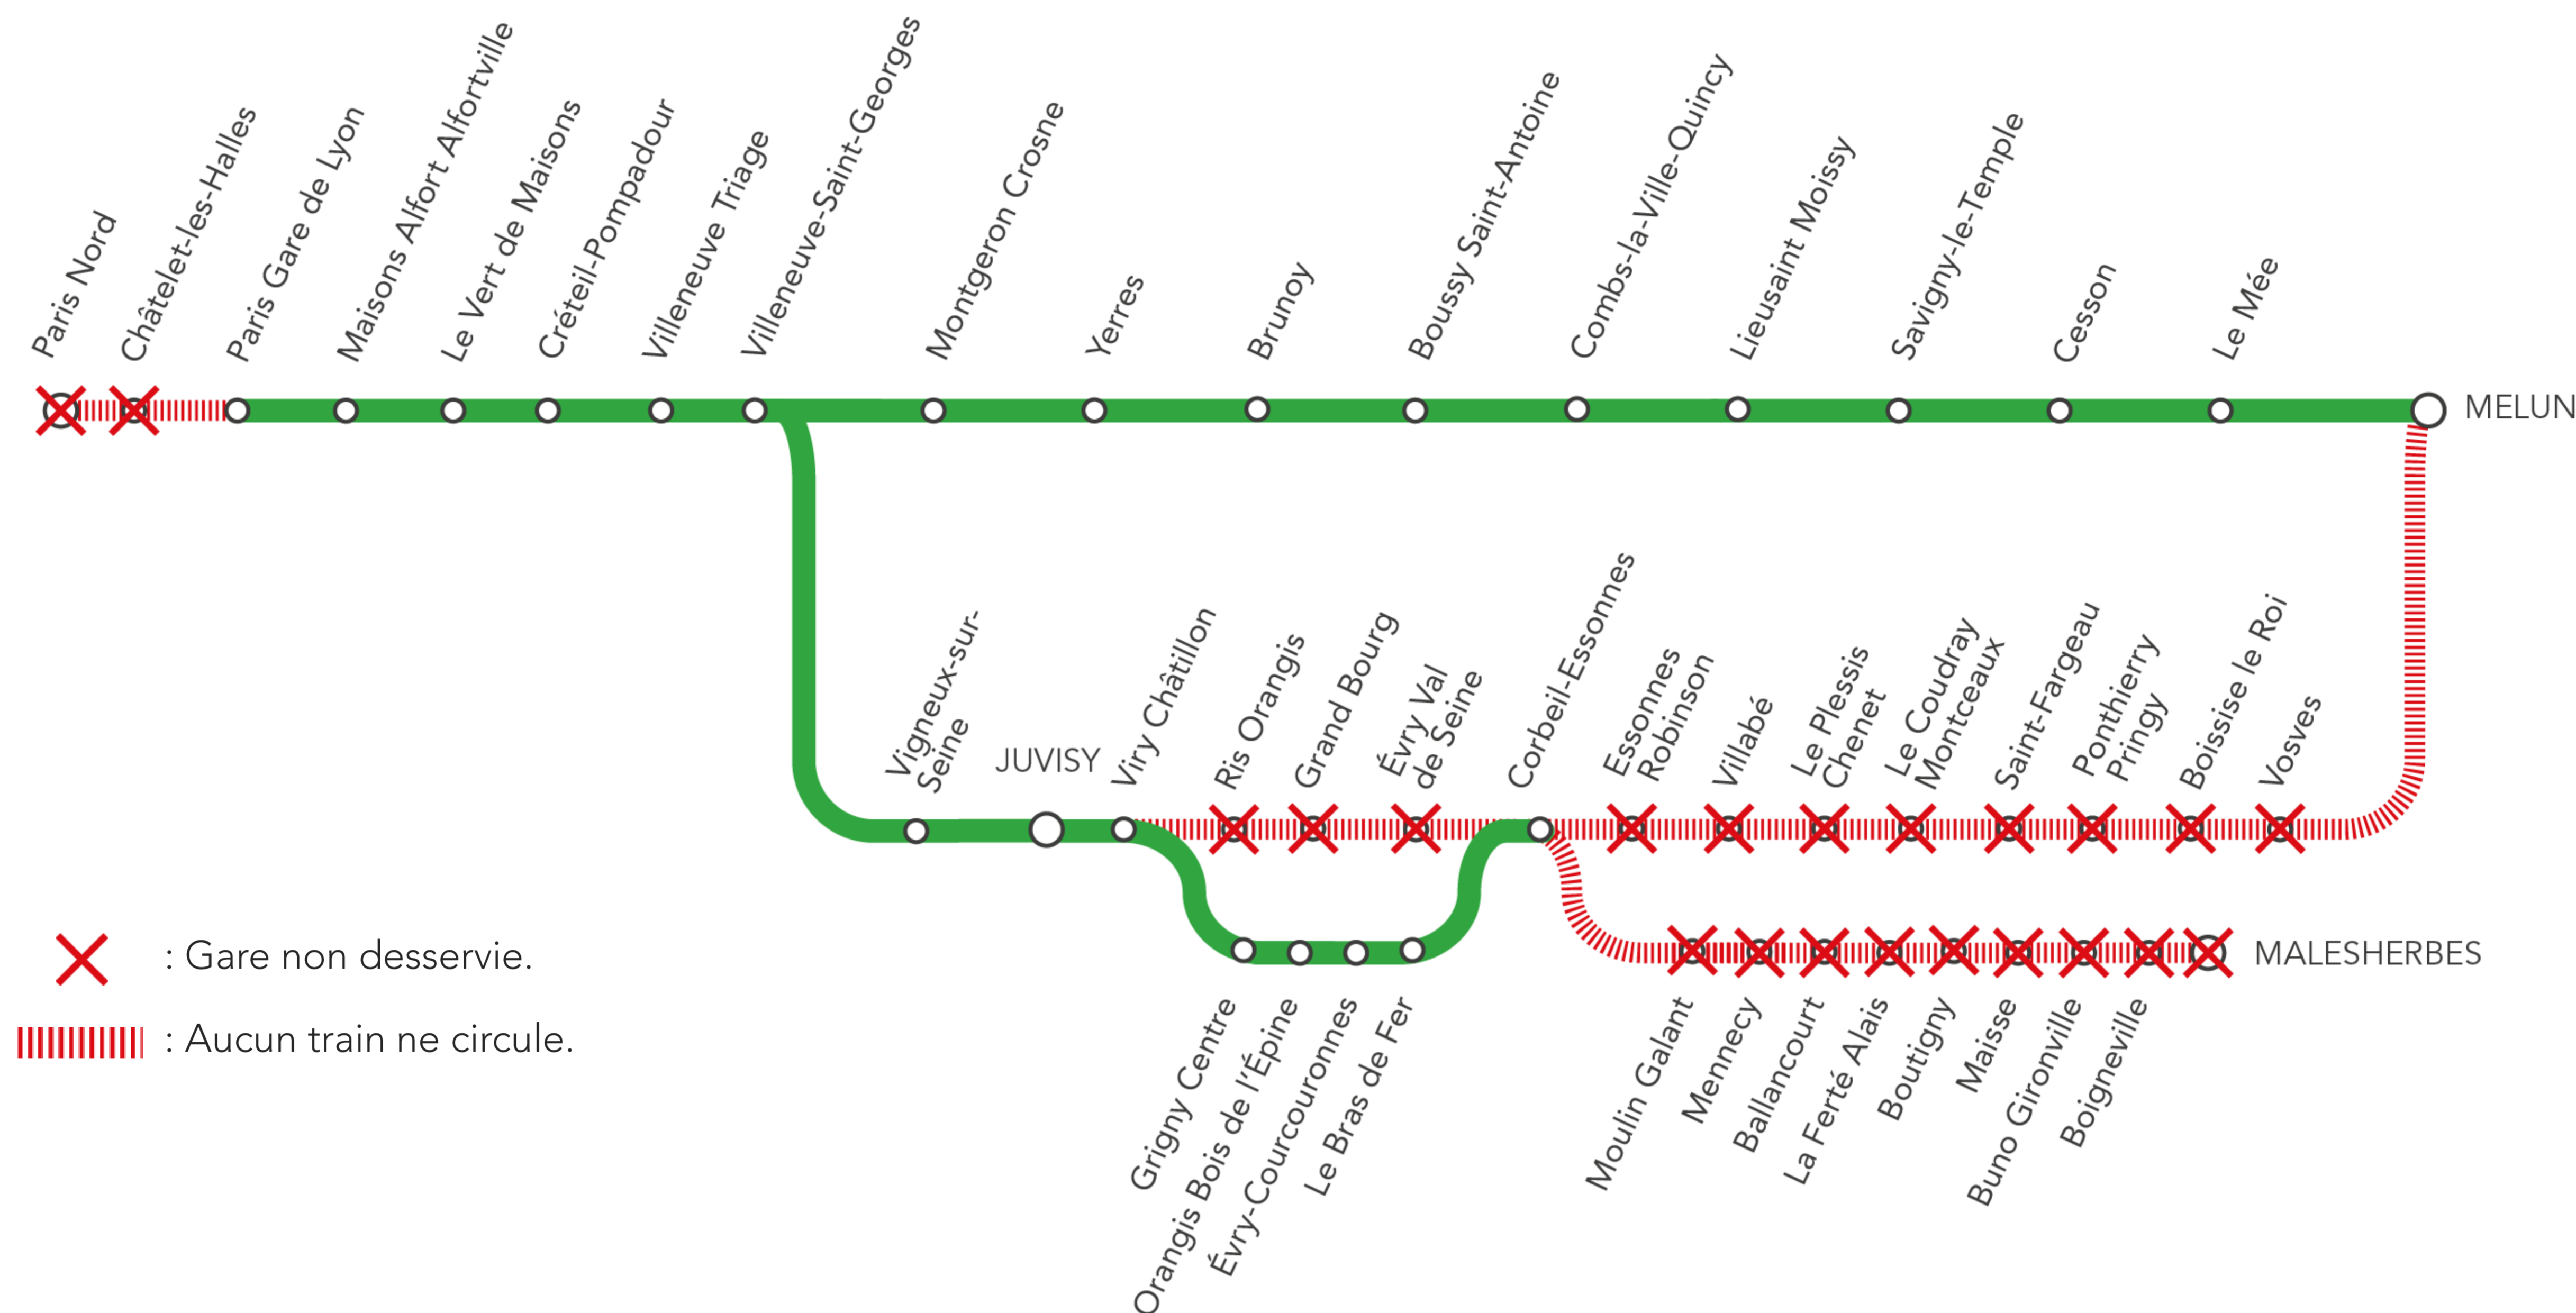 Paris Nord
Châtelet-les-Halles
Paris Gare de Lyon
Maisons Alfort Alfortville
Le Vert de Maisons
Créteil-Pompadour
Villeneuve Triage
Villeneuve-Saint-Georges
Montgeron Crosne
Yerres
Brunoy
Boussy Saint-Antoine
Combs-la-Ville-Quincy
Lieusaint Moissy
Savigny-le-Temple
Cesson
Le Mée
MELUN
Vigneux-sur-
Seine
JUVISY
Viry Châtillon
Ris Orangis
Grand Bourg
Évry Val
de Seine
Corbeil-Essonnes
Essonnes
Robinson
Villabé
Le Plessis
Chenet
Le Coudray
Montceaux
Saint-Fargeau
Ponthierry
Pringy
Boissise le Roi
Vosves
Grigny Centre
Orangis Bois de l'Épine
Évry-Courcouronnes
Le Bras de Fer
Moulin Galant
Mennecy
Ballancourt
La Ferté Alais
Boutigny
Maisse
Buno Gironville
Boigneville
MALESHERBES
: Gare non desservie.
: Aucun train ne circule.